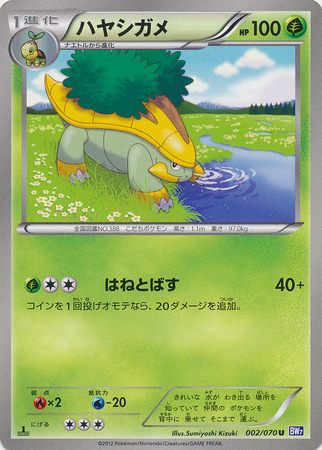 1進化
ハヤシガメ
HP100
ナエトルから進化
全国図鑑NO.388 こだちポケモン 高さ:1.1m 重さ:97.0kg
はねとばす 40+
コインを1回投げオモテなら、20ダメージを追加。
弱点 抵抗力
×2 -20
にげる
きれいな 水が わき出る 場所を
知っていて 仲間の ポケモンを
背中に 乗せて 運んで くる。
1
Illus.Sumiyoshi Kizuki
002/070 U BW7
©2012 Pokémon/Nintendo/Creatures/GAME FREAK.